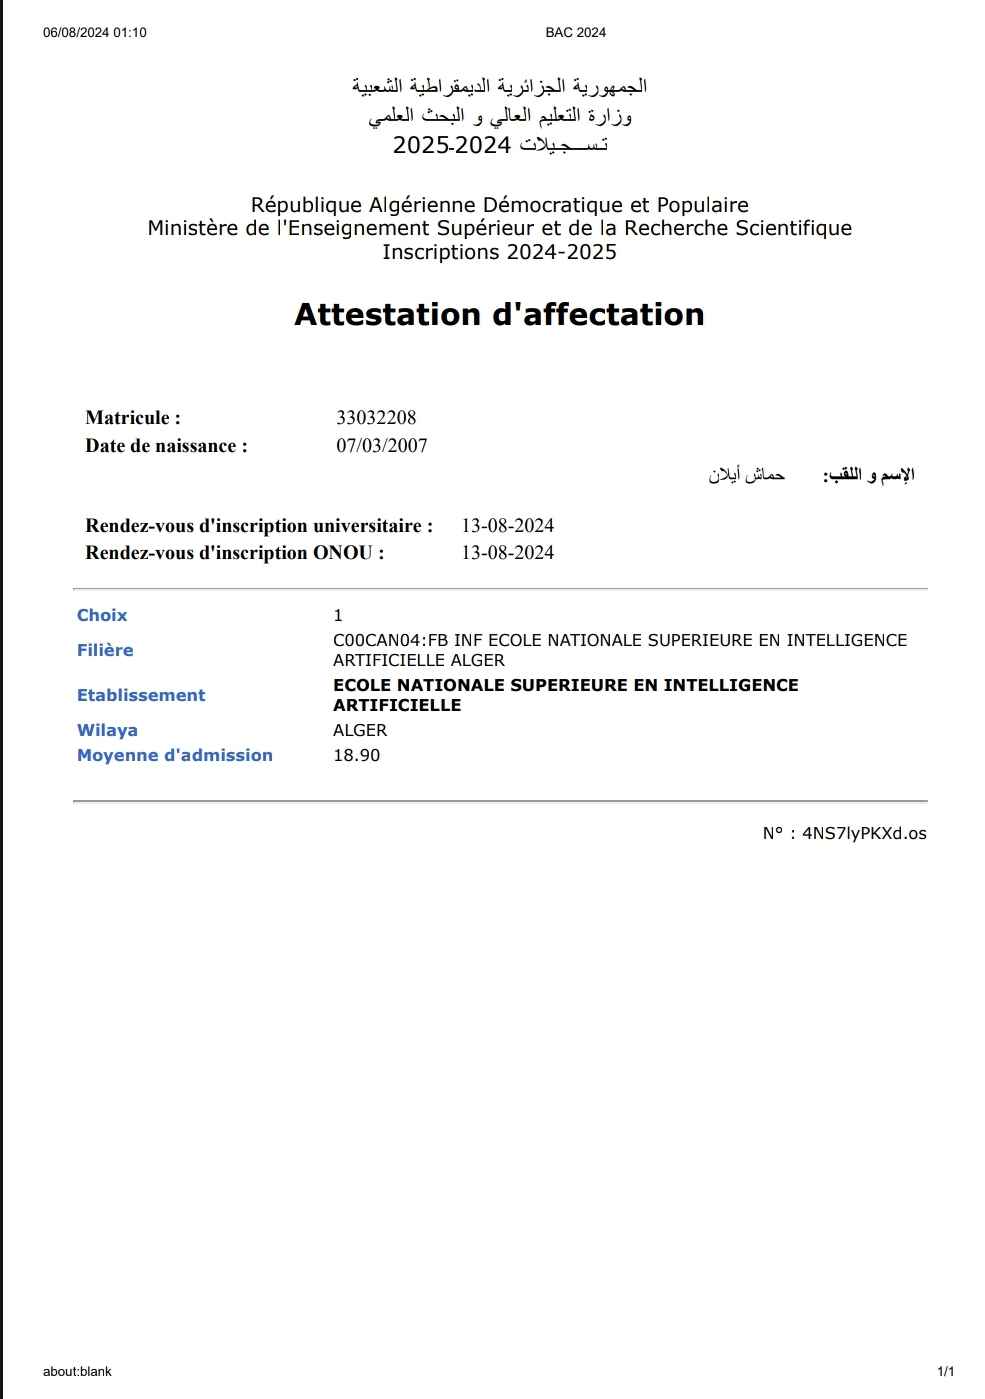 06/08/2024 01:10 BAC 2024
الجمهورية الجزائرية الديمقراطية الشعبية
وزارة التعليم العالي و البحث العلمي
تـســجـيلات 2024-2025
République Algérienne Démocratique et Populaire
Ministère de l'Enseignement Supérieur et de la Recherche Scientifique
Inscriptions 2024-2025
Attestation d'affectation
Matricule : 33032208
Date de naissance : 07/03/2007
الإسم و اللقب: حماش أيلان
Rendez-vous d'inscription universitaire : 13-08-2024
Rendez-vous d'inscription ONOU : 13-08-2024
Choix 1
Filière C00CAN04:FB INF ECOLE NATIONALE SUPERIEURE EN INTELLIGENCE
ARTIFICIELLE ALGER
Etablissement ECOLE NATIONALE SUPERIEURE EN INTELLIGENCE
ARTIFICIELLE
Wilaya ALGER
Moyenne d'admission 18.90
N° : 4NS7lyPKXd.os
about:blank 1/1